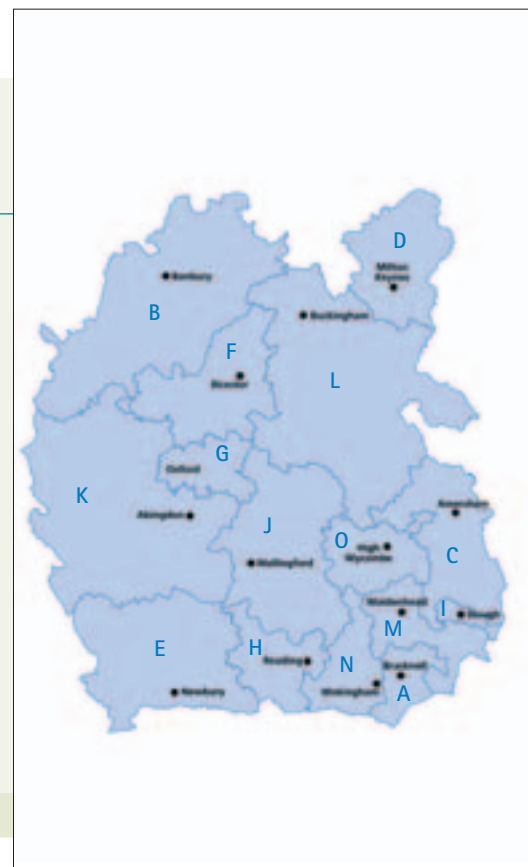 D
Milton
Keynes
Banbury
B
Buckingham
F
Bicester
L
G
Oxford
K
Abingdon
Amersham
J
O
High
Wycombe
C
Wallingford
Maidenhead
I
Slough
M
E
H
Reading
N
Bracknell
Newbury
Wokingham
A